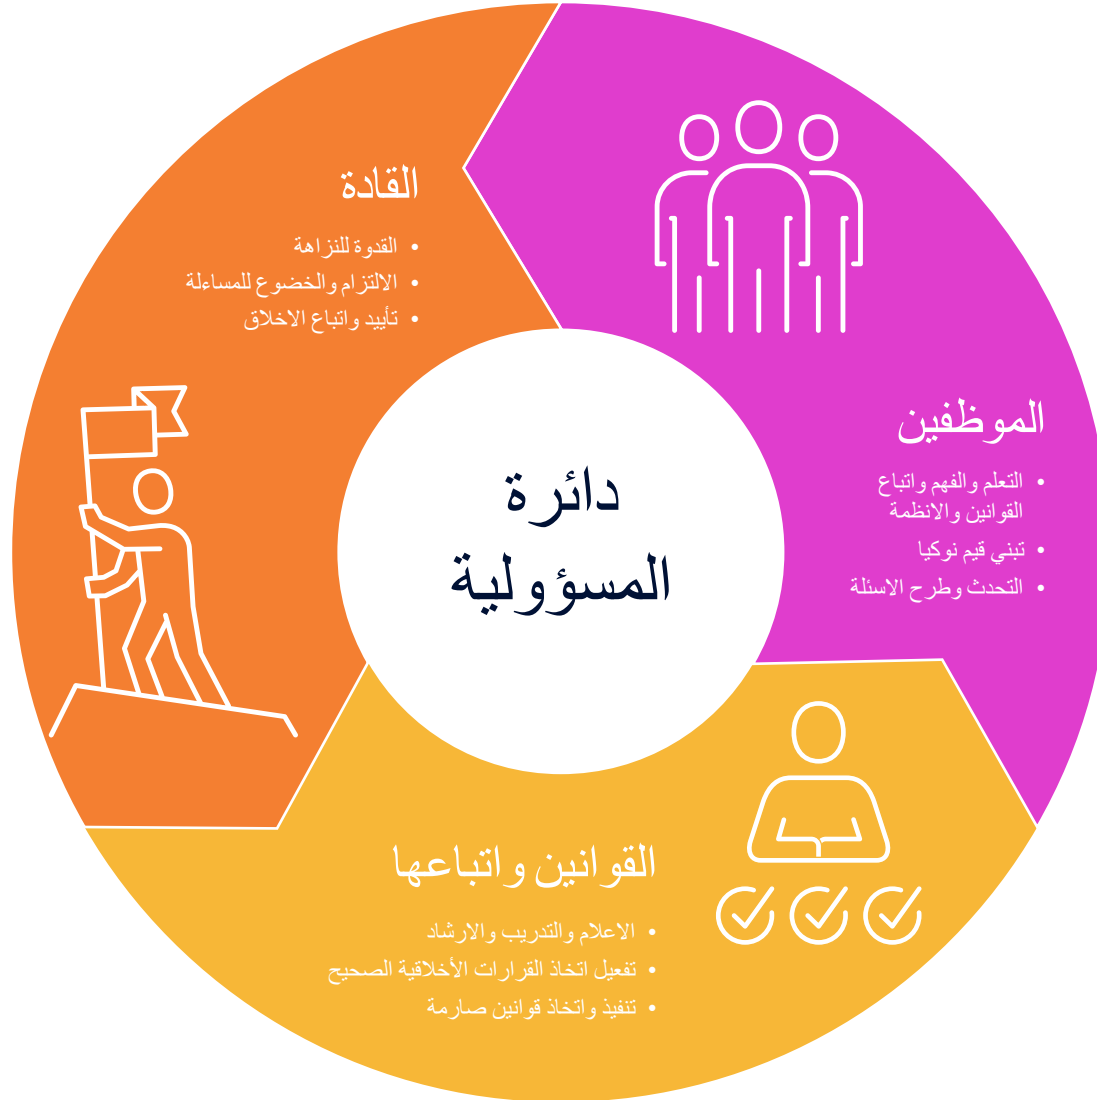 دائرة
المسؤولية
الموظفين
• التعلم والفهم واتباع
القوانين والانظمة
• تبني قيم نوكيا
• التحدث وطرح الاسئلة
القوانين واتباعها
• الاعلام والتدريب والارشاد
• تفعيل اتخاذ القرارات الأخلاقية الصحيح
• تنفيذ واتخاذ قوانين صارمة
القادة
• القدوة للنزاهة
• الالتزام والخضوع للمساءلة
• تأييد واتباع الاخلاق